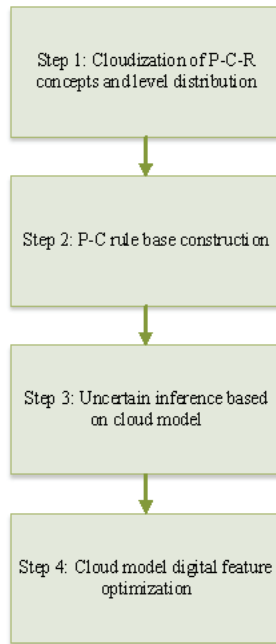 Step 1: Cloudization of P-C-R
concepts and level distribution
Step 2: P-C rule base construction
Step 3: Uncertain inference based
on cloud model
Step 4: Cloud model digital feature
optimization